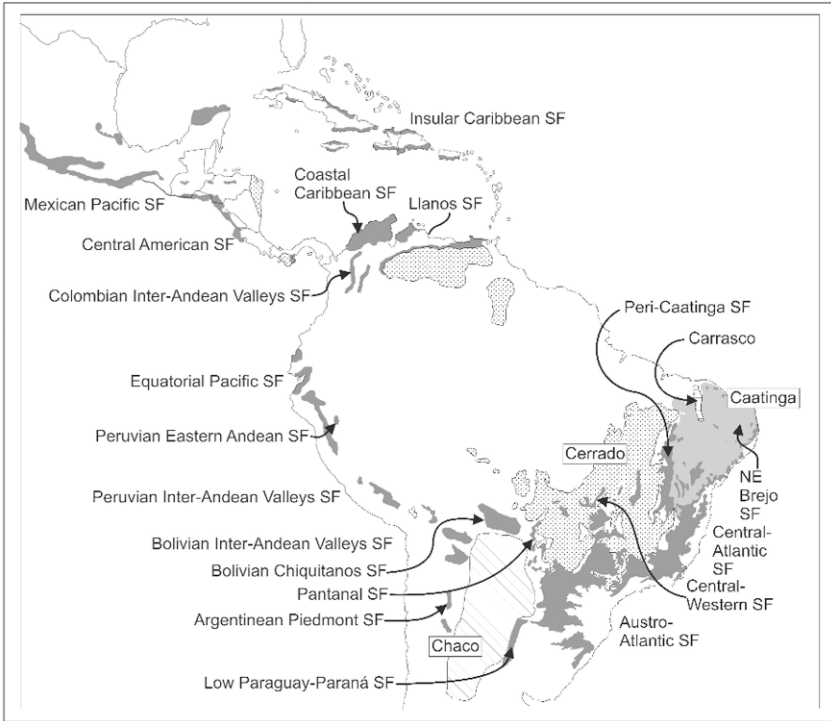 Insular Caribbean SF
Coastal
Caribbean SF
Llanos SF
Mexican Pacific SF
Central American SF
Colombian Inter-Andean Valleys SF
Peri-Caatinga SF
Carrasco
Equatorial Pacific SF
Caatinga
Peruvian Eastern Andean SF
Cerrado
NE
Brejo
SF
Peruvian Inter-Andean Valleys SF
Central-
Atlantic
SF
Bolivian Inter-Andean Valleys SF
Bolivian Chiquitanos SF
Central-
Western SF
Pantanal SF
Argentinean Piedmont SF
Austro-
Atlantic SF
Chaco
Low Paraguay-Paraná SF